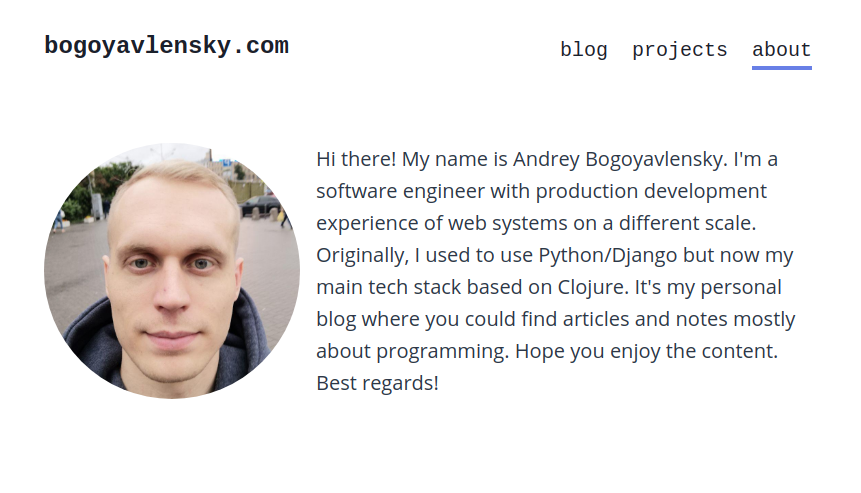 bogoyavlensky.com
blog projects about
Hi there! My name is Andrey Bogoyavlensky. I'm a
software engineer with production development
experience of web systems on a different scale.
Originally, I used to use Python/Django but now my
main tech stack based on Clojure. It's my personal
blog where you could find articles and notes mostly
about programming. Hope you enjoy the content.
Best regards!